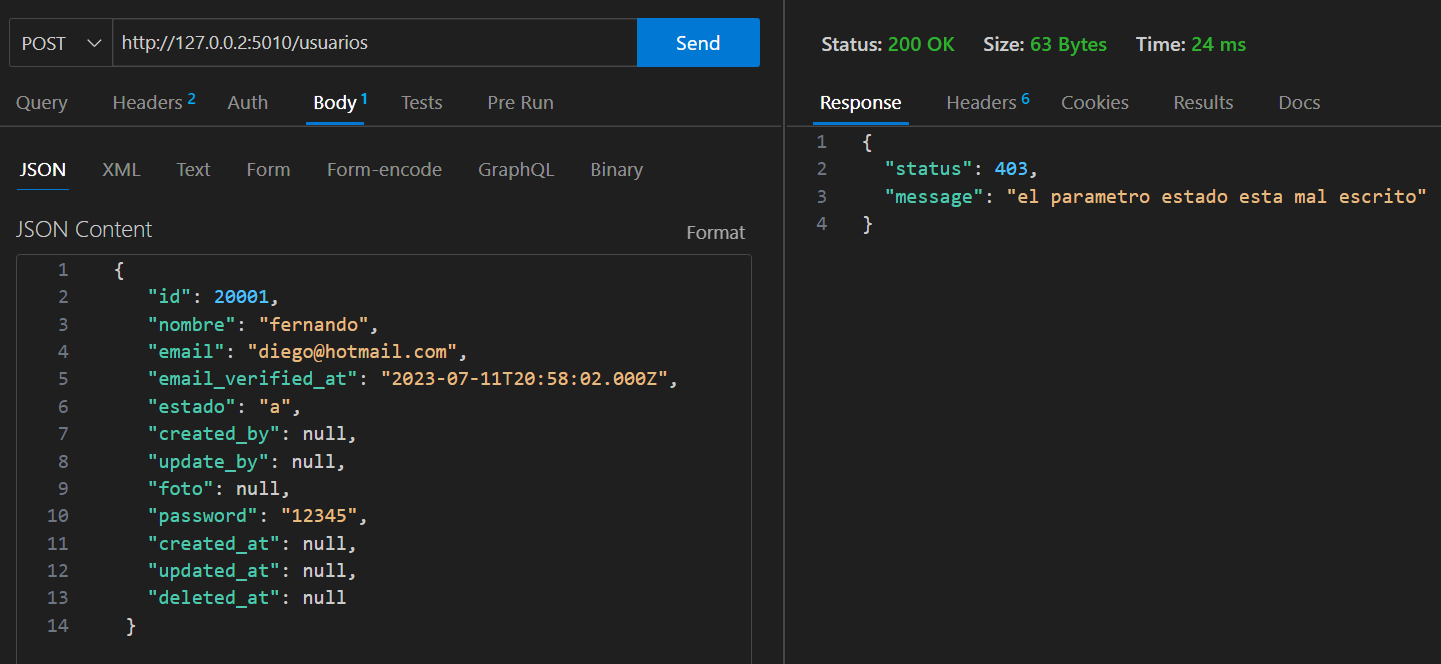 POST http://127.0.0.2:5010/usuarios Send
Query Headers 2 Auth Body 1 Tests Pre Run
JSON XML Text Form Form-encode GraphQL Binary
JSON Content Format
1 {
2 "id": 20001,
3 "nombre": "fernando",
4 "email": "diego@hotmail.com",
5 "email_verified_at": "2023-07-11T20:58:02.000Z",
6 "estado": "a",
7 "created_by": null,
8 "update_by": null,
9 "foto": null,
10 "password": "12345",
11 "created_at": null,
12 "updated_at": null,
13 "deleted_at": null
14 }
Status: 200 OK Size: 63 Bytes Time: 24 ms
Response Headers 6 Cookies Results Docs
1 {
2 "status": 403,
3 "message": "el parametro estado esta mal escrito"
4 }